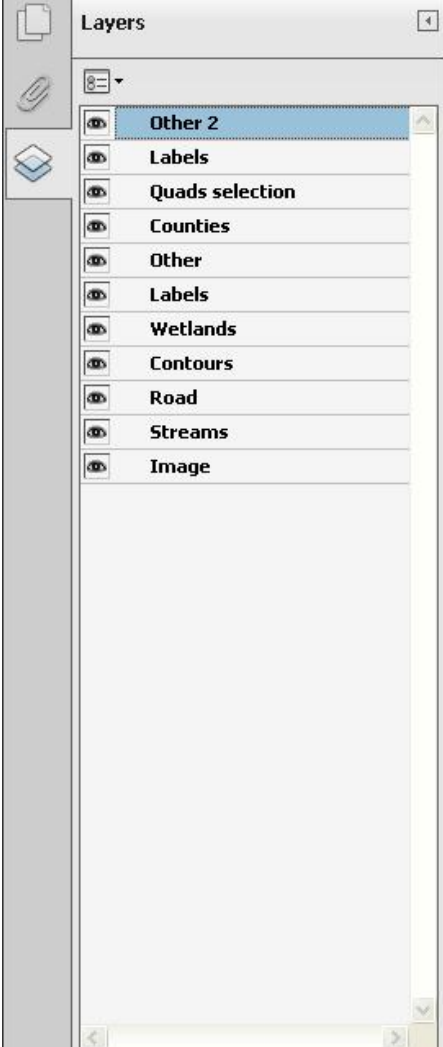 Layers
Other 2
Labels
Quads selection
Counties
Other
Labels
Wetlands
Contours
Road
Streams
Image